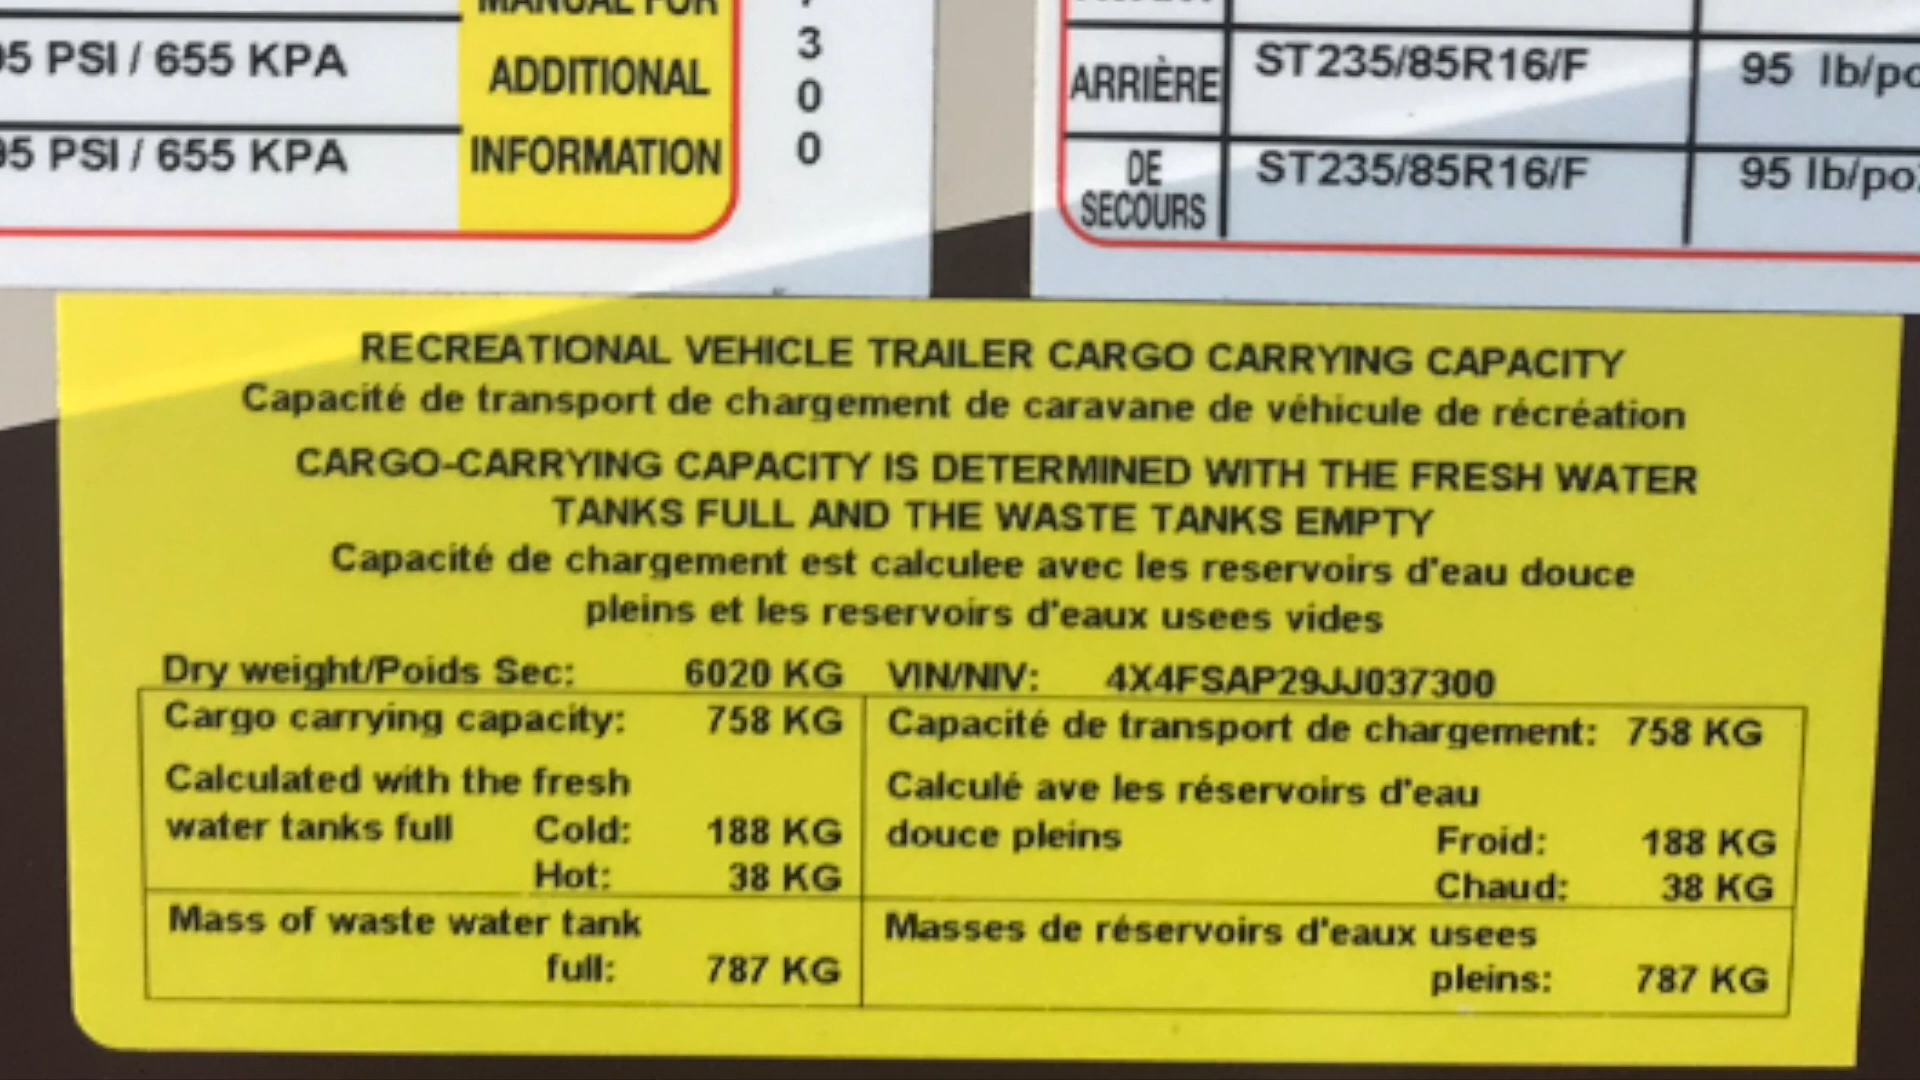 MANUAL FOR
95 PSI / 655 KPA
ADDITIONAL
95 PSI / 655 KPA
INFORMATION
3
0
0
ARRIÈRE ST235/85R16/F 95 lb/po
DE SECOURS ST235/85R16/F 95 lb/po
RECREATIONAL VEHICLE TRAILER CARGO CARRYING CAPACITY
Capacité de transport de chargement de caravane de véhicule de récréation
CARGO-CARRYING CAPACITY IS DETERMINED WITH THE FRESH WATER
TANKS FULL AND THE WASTE TANKS EMPTY
Capacité de chargement est calculee avec les reservoirs d'eau douce
pleins et les reservoirs d'eaux usees vides
Dry weight/Poids Sec: 6020 KG VIN/NIV: 4X4FSAP29JJ037300
Cargo carrying capacity: 758 KG
Calculated with the fresh
water tanks full Cold: 188 KG
Hot: 38 KG
Mass of waste water tank
full: 787 KG
Capacité de transport de chargement: 758 KG
Calculé ave les réservoirs d'eau
douce pleins Froid: 188 KG
Chaud: 38 KG
Masses de réservoirs d'eaux usees
pleins: 787 KG